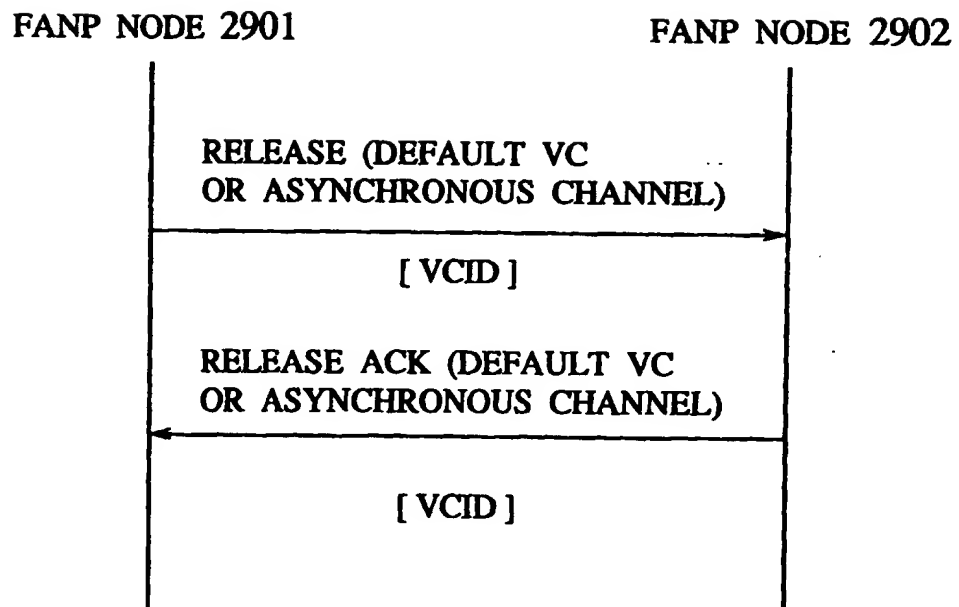 FANP NODE 2901
FANP NODE 2902
RELEASE (DEFAULT VC
OR ASYNCHRONOUS CHANNEL)
[ VCID ]
RELEASE ACK (DEFAULT VC
OR ASYNCHRONOUS CHANNEL)
[ VCID ]